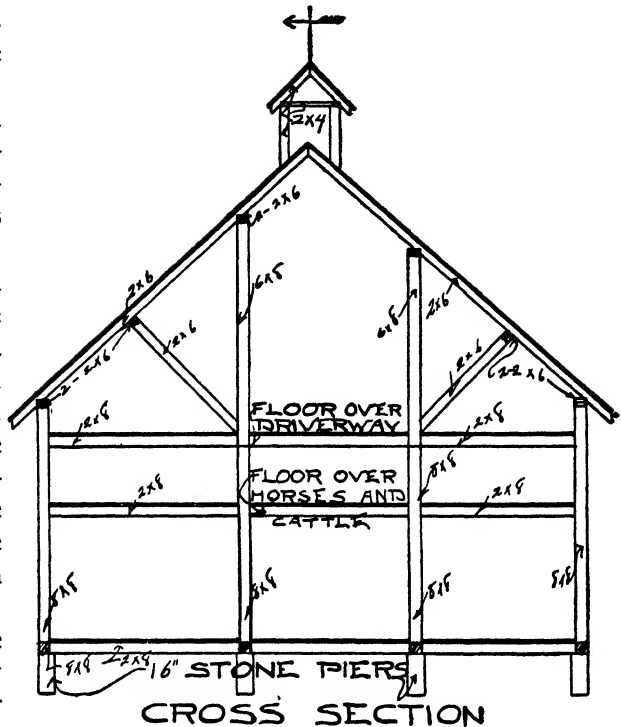 2x4
2-2x6
2x6
6x8
2x6
6x8
2x6
2x6
2-2x6
2-2x6
FLOOR OVER
DRIVERWAY
2x8
2x8
FLOOR OVER
HORSES AND
CATTLE
8x8
2x8
2x8
8x8
8x8
8x8
8x8
8x8
2x8
16" STONE PIERS
CROSS SECTION